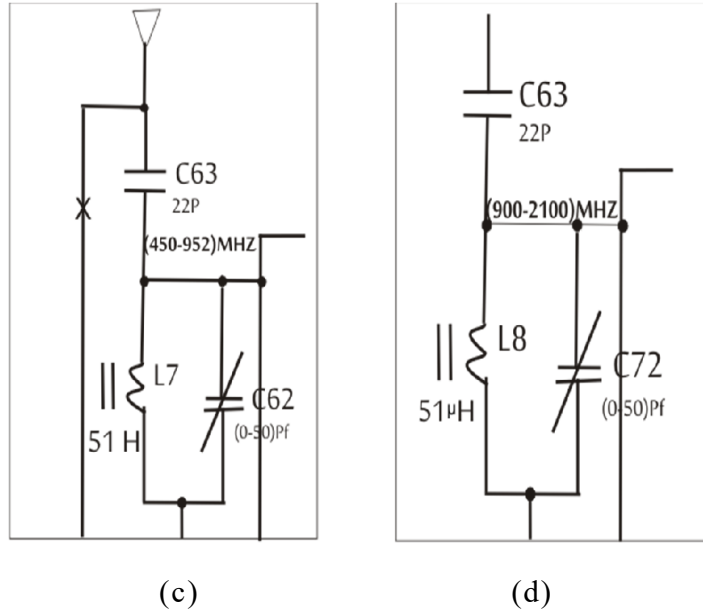 C63
22P
(450-952)MHZ
L7
51 H
C62
(0-50)Pf
(c)
C63
22P
(900-2100)MHZ
L8
51µH
C72
(0-50)Pf
(d)